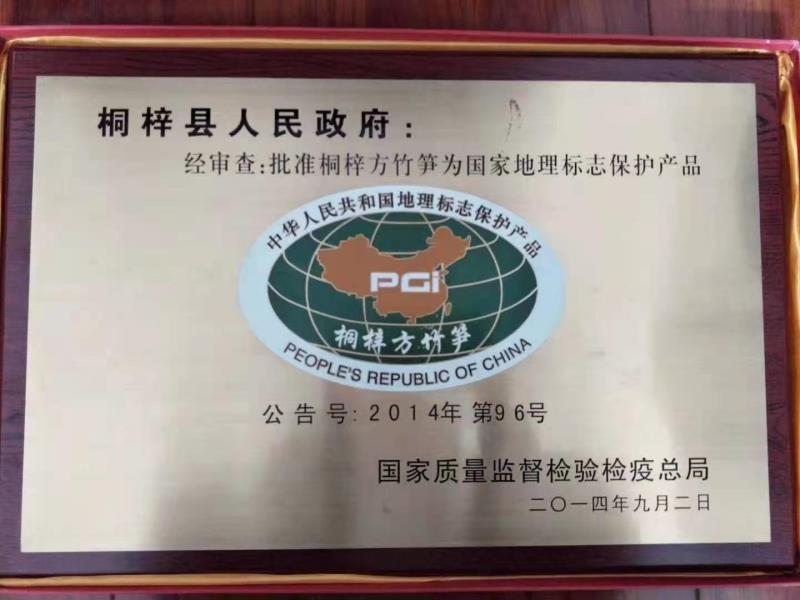 桐梓县人民政府：
经审查：批准桐梓方竹笋为国家地理标志保护产品
中华人民共和国地理标志保护产品
PGi
桐梓方竹笋
PEOPLE'S REPUBLIC OF CHINA
公告号：2014年 第96号
国家质量监督检验检疫总局
二〇一四年九月二日